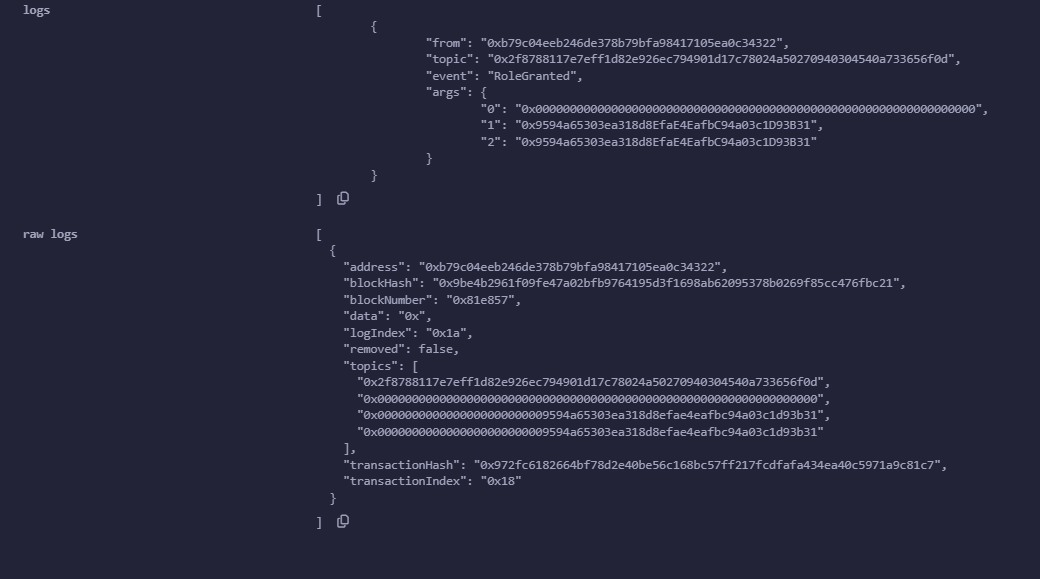 logs [
{
"from": "0xb79c04eeb246de378b79bfa98417105ea0c34322",
"topic": "0x2f8788117e7eff1d82e926ec794901d17c78024a50270940304540a733656f0d",
"event": "RoleGranted",
"args": {
"0": "0x0000000000000000000000000000000000000000000000000000000000000000",
"1": "0x9594a65303ea318d8EfaE4EafbC94a03c1D93B31",
"2": "0x9594a65303ea318d8EfaE4EafbC94a03c1D93B31"
}
}
]
raw logs [
{
"address": "0xb79c04eeb246de378b79bfa98417105ea0c34322",
"blockHash": "0x9be4b2961f09fe47a02bfb9764195d3f1698ab62095378b0269f85cc476fbc21",
"blockNumber": "0x81e857",
"data": "0x",
"logIndex": "0x1a",
"removed": false,
"topics": [
"0x2f8788117e7eff1d82e926ec794901d17c78024a50270940304540a733656f0d",
"0x0000000000000000000000000000000000000000000000000000000000000000",
"0x0000000000000000000000009594a65303ea318d8efae4eafbc94a03c1d93b31",
"0x0000000000000000000000009594a65303ea318d8efae4eafbc94a03c1d93b31"
],
"transactionHash": "0x972fc6182664bf78d2e40be56c168bc57ff217fcdfafa434ea40c5971a9c81c7",
"transactionIndex": "0x18"
}
]